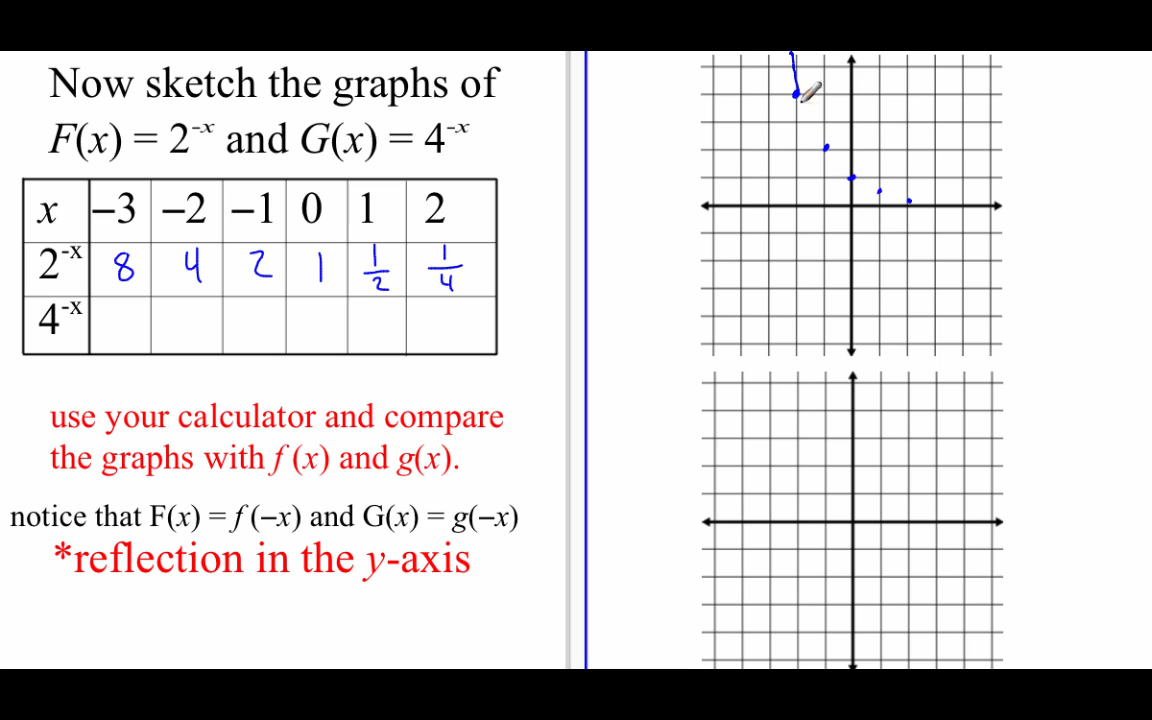 Now sketch the graphs of
F(x) = 2⁻ˣ and G(x) = 4⁻ˣ
x −3 −2 −1 0 1 2
2⁻ˣ 8 4 2 1 1/2 1/4
4⁻ˣ
use your calculator and compare
the graphs with f (x) and g(x).
notice that F(x) = f (−x) and G(x) = g(−x)
*reflection in the y-axis